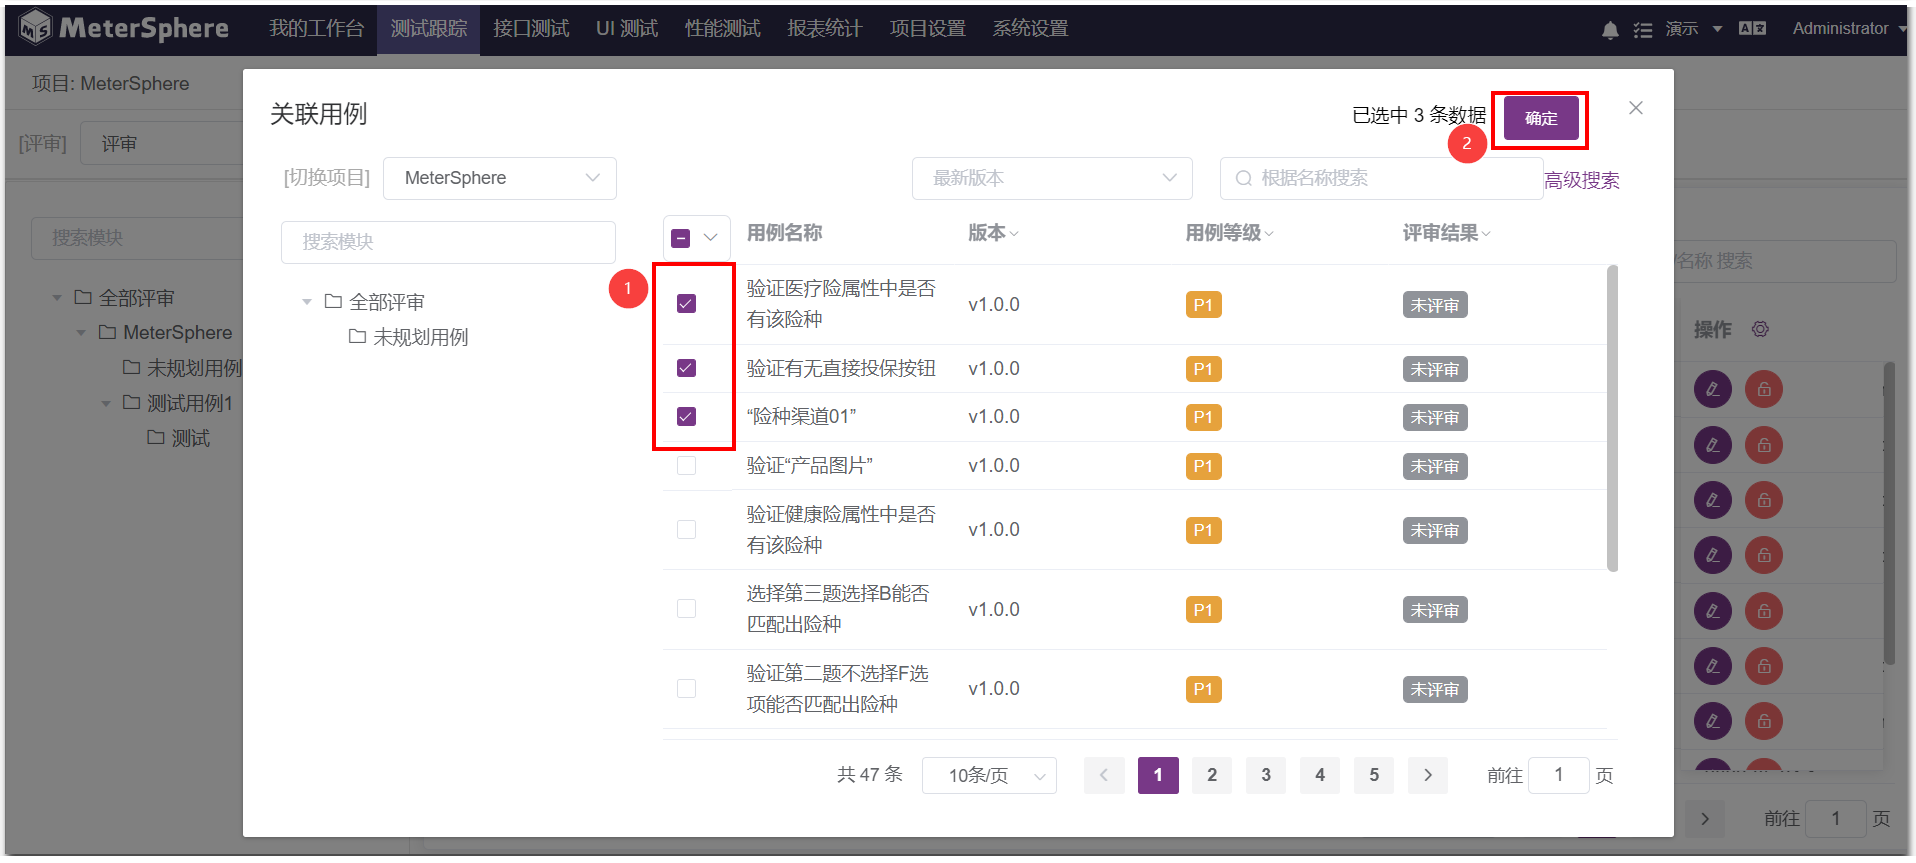 MeterSphere
我的工作台 测试跟踪 接口测试 UI 测试 性能测试 报表统计 项目设置 系统设置
演示 Administrator
项目: MeterSphere
关联用例
已选中 3 条数据 确定
2
[评审] 评审
[切换项目] MeterSphere 最新版本 根据名称搜索 高级搜索
搜索模块
搜索模块
用例名称 版本 用例等级 评审结果
名称 搜索
1
全部评审
MeterSphere
未规划用例
测试用例1
测试
全部评审
未规划用例
验证医疗险属性中是否
有该险种
v1.0.0 P1 未评审
验证有无直接投保按钮 v1.0.0 P1 未评审
“险种渠道01” v1.0.0 P1 未评审
验证“产品图片” v1.0.0 P1 未评审
验证健康险属性中是否
有该险种
v1.0.0 P1 未评审
选择第三题选择B能否
匹配出险种
v1.0.0 P1 未评审
验证第二题不选择F选
项能否匹配出险种
v1.0.0 P1 未评审
操作
共 47 条 10条/页 1 2 3 4 5 前往 1 页
前往 1 页